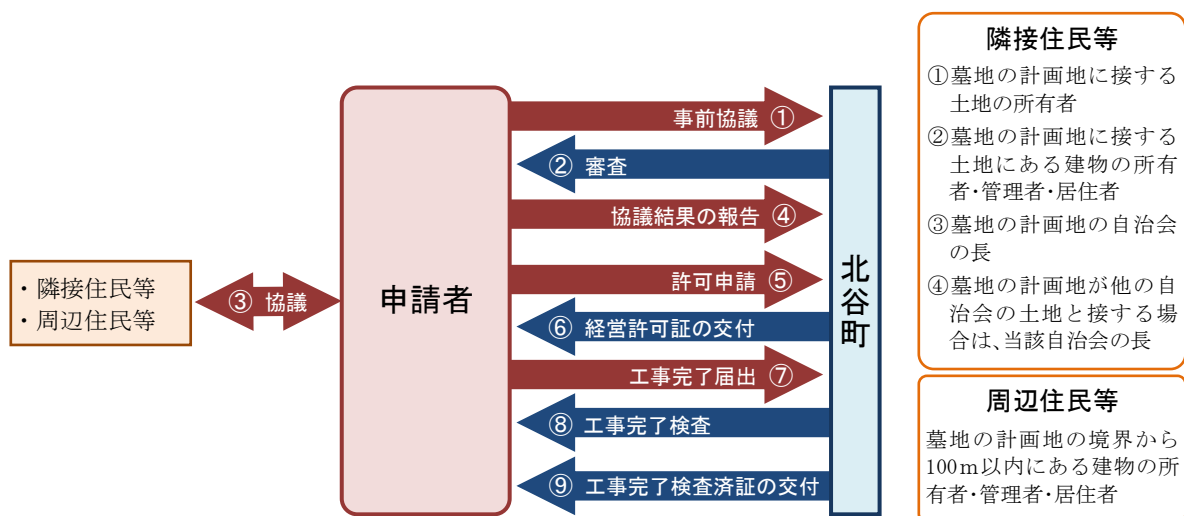 ・隣接住民等
・周辺住民等
③ 協議
申請者
事前協議 ①
② 審査
協議結果の報告 ④
許可申請 ⑤
⑥ 経営許可証の交付
工事完了届出 ⑦
⑧ 工事完了検査
⑨ 工事完了検査済証の交付
北谷町
隣接住民等
①墓地の計画地に接する
土地の所有者
②墓地の計画地に接する
土地にある建物の所有
者・管理者・居住者
③墓地の計画地の自治会
の長
④墓地の計画地が他の自
治会の土地と接する場
合は、当該自治会の長
周辺住民等
墓地の計画地の境界から
100m以内にある建物の所
有者・管理者・居住者